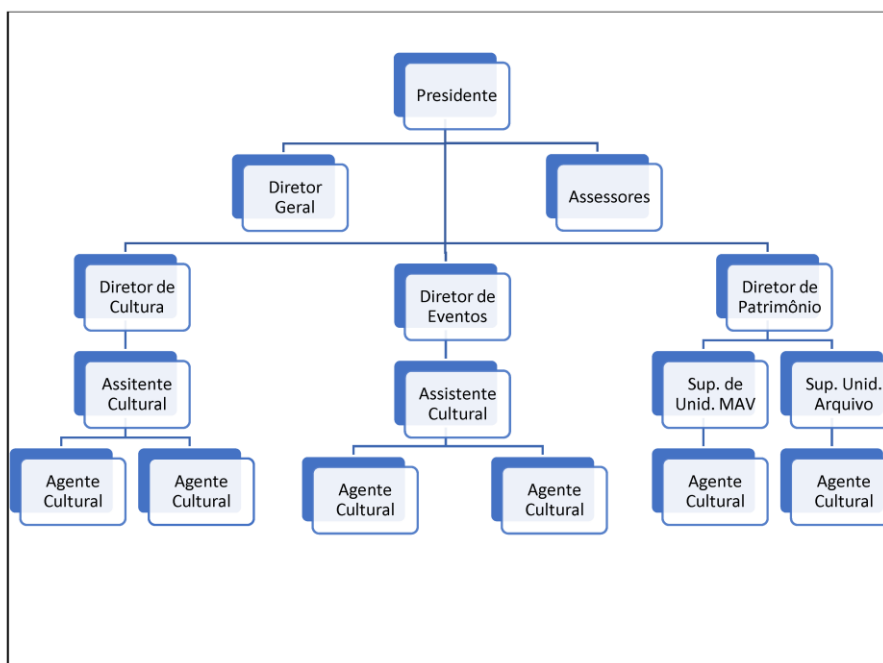 Presidente
Diretor
Geral
Assessores
Diretor de
Cultura
Diretor de
Eventos
Diretor de
Patrimônio
Assitente
Cultural
Assistente
Cultural
Sup. de
Unid. MAV
Sup. Unid.
Arquivo
Agente
Cultural
Agente
Cultural
Agente
Cultural
Agente
Cultural
Agente
Cultural
Agente
Cultural